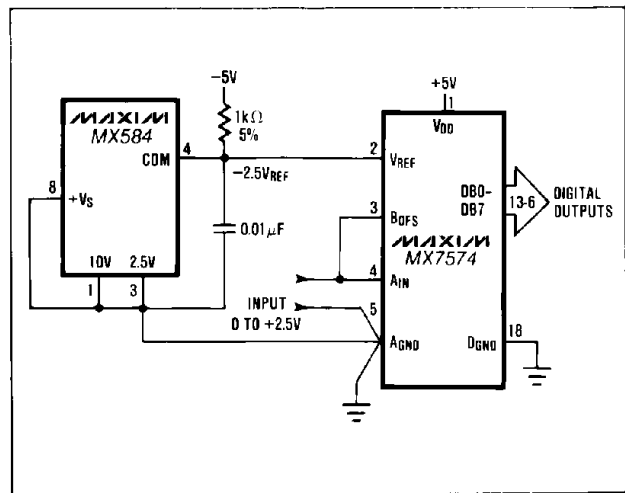 −5V
1kΩ
5%
MAXIM
MX584
COM
4
−2.5VREF
8
+VS
10V
2.5V
1
3
0.01µF
INPUT
0 TO +2.5V
+5V
1
VDD
2
VREF
3
BOFS
MAXIM
MX7574
4
AIN
5
AGND
DB0-
DB7
13-6
DIGITAL
OUTPUTS
18
DGND